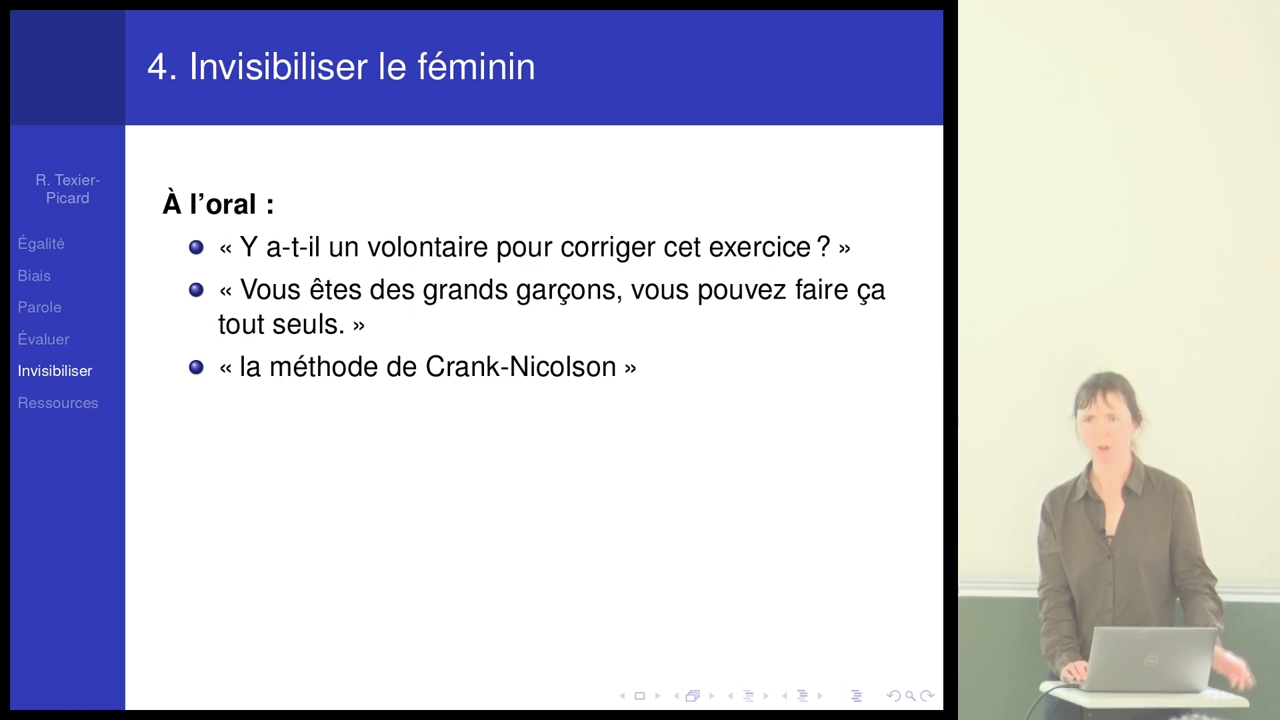 4. Invisibiliser le féminin
R. Texier-
Picard
Égalité
Biais
Parole
Évaluer
Invisibiliser
Ressources
À l'oral :
« Y a-t-il un volontaire pour corriger cet exercice ? »
« Vous êtes des grands garçons, vous pouvez faire ça
tout seuls. »
« la méthode de Crank-Nicolson »